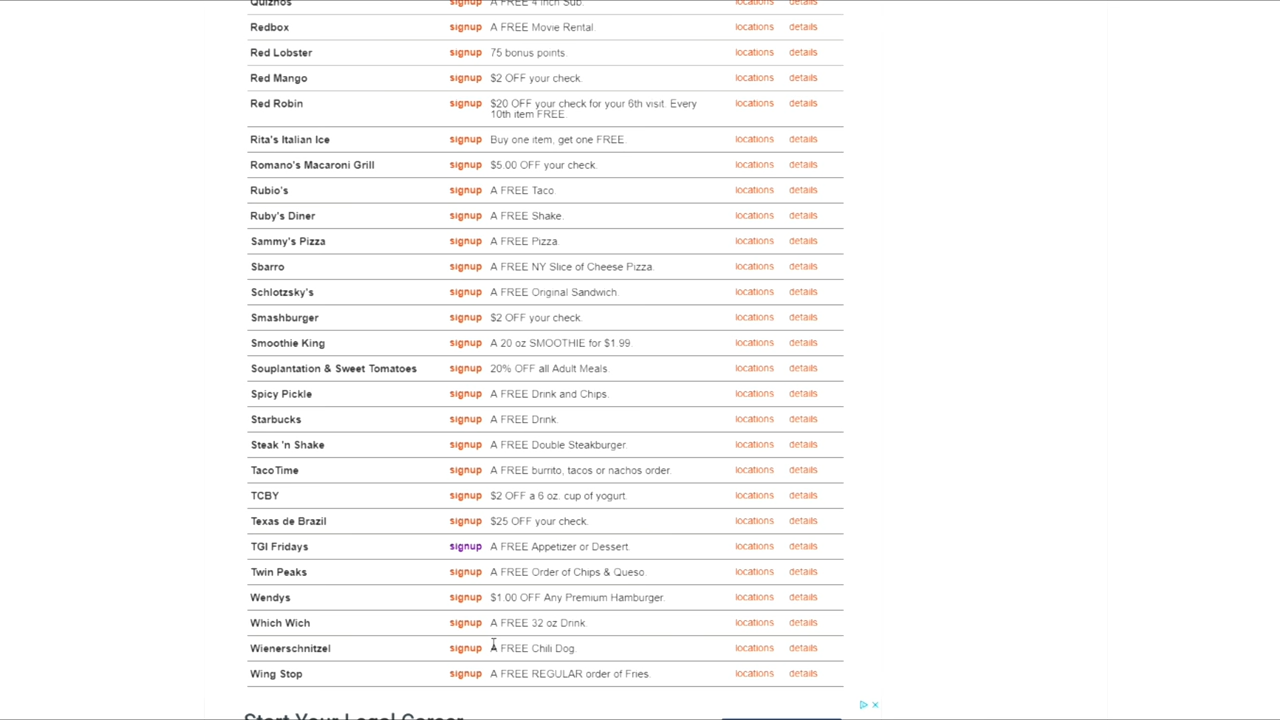 Quiznos signup A FREE 4 inch Sub.
Redbox signup A FREE Movie Rental. locations details
Red Lobster signup 75 bonus points. locations details
Red Mango signup $2 OFF your check. locations details
Red Robin signup $20 OFF your check for your 6th visit. Every locations details
10th item FREE.
Rita's Italian Ice signup Buy one item, get one FREE. locations details
Romano's Macaroni Grill signup $5.00 OFF your check. locations details
Rubio's signup A FREE Taco locations details
Ruby's Diner signup A FREE Shake. locations details
Sammy's Pizza signup A FREE Pizza. locations details
Sbarro signup A FREE NY Slice of Cheese Pizza. locations details
Schlotzsky's signup A FREE Original Sandwich. locations details
Smashburger signup $2 OFF your check. locations details
Smoothie King signup A 20 oz SMOOTHIE for $1.99. locations details
Souplantation & Sweet Tomatoes signup 20% OFF all Adult Meals. locations details
Spicy Pickle signup A FREE Drink and Chips. locations details
Starbucks signup A FREE Drink. locations details
Steak 'n Shake signup A FREE Double Steakburger. locations details
TacoTime signup A FREE burrito, tacos or nachos order. locations details
TCBY signup $2 OFF a 6 oz. cup of yogurt. locations details
Texas de Brazil signup $25 OFF your check. locations details
TGI Fridays signup A FREE Appetizer or Dessert. locations details
Twin Peaks signup A FREE Order of Chips & Queso. locations details
Wendys signup $1.00 OFF Any Premium Hamburger. locations details
Which Wich signup A FREE 32 oz Drink. locations details
Wienerschnitzel signup A FREE Chili Dog. locations details
Wing Stop signup A FREE REGULAR order of Fries. locations details
Start Your Legal Career